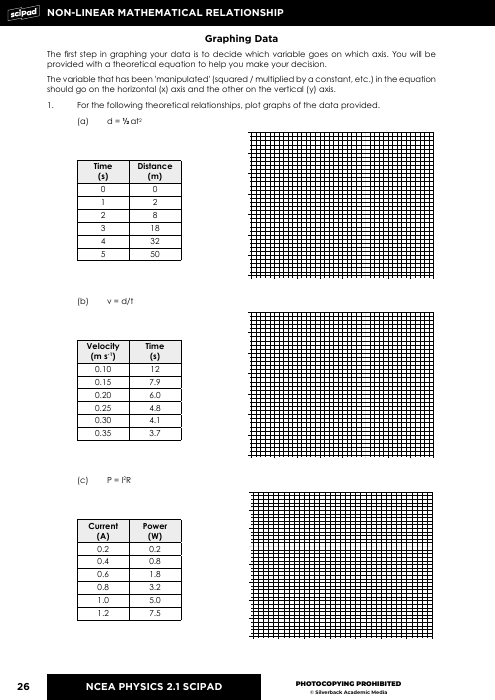 scipad NON-LINEAR MATHEMATICAL RELATIONSHIP
Graphing Data
The first step in graphing your data is to decide which variable goes on which axis. You will be
provided with a theoretical equation to help you make your decision.
The variable that has been 'manipulated' (squared / multiplied by a constant, etc.) in the equation
should go on the horizontal (x) axis and the other on the vertical (y) axis.
1. For the following theoretical relationships, plot graphs of the data provided.
(a) d = ½ at²
Time Distance
(s) (m)
0 0
1 2
2 8
3 18
4 32
5 50
(b) v = d/t
Velocity Time
(m s⁻¹) (s)
0.10 12
0.15 7.9
0.20 6.0
0.25 4.8
0.30 4.1
0.35 3.7
(c) P = I²R
Current Power
(A) (W)
0.2 0.2
0.4 0.8
0.6 1.8
0.8 3.2
1.0 5.0
1.2 7.5
26 NCEA PHYSICS 2.1 SCIPAD PHOTOCOPYING PROHIBITED
© Silverback Academic Media